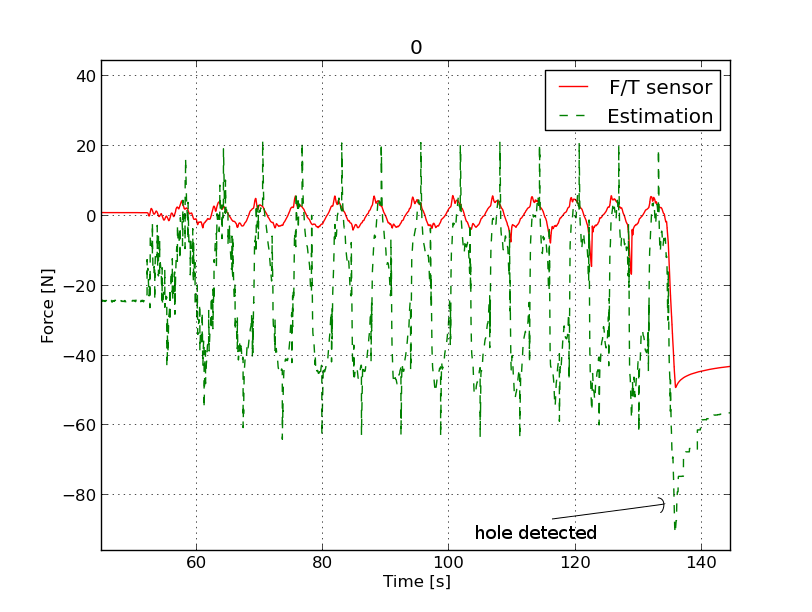 0
40
20
0
−20
−40
−60
−80
Force [N]
F/T sensor
Estimation
hole detected
60 80 100 120 140
Time [s]